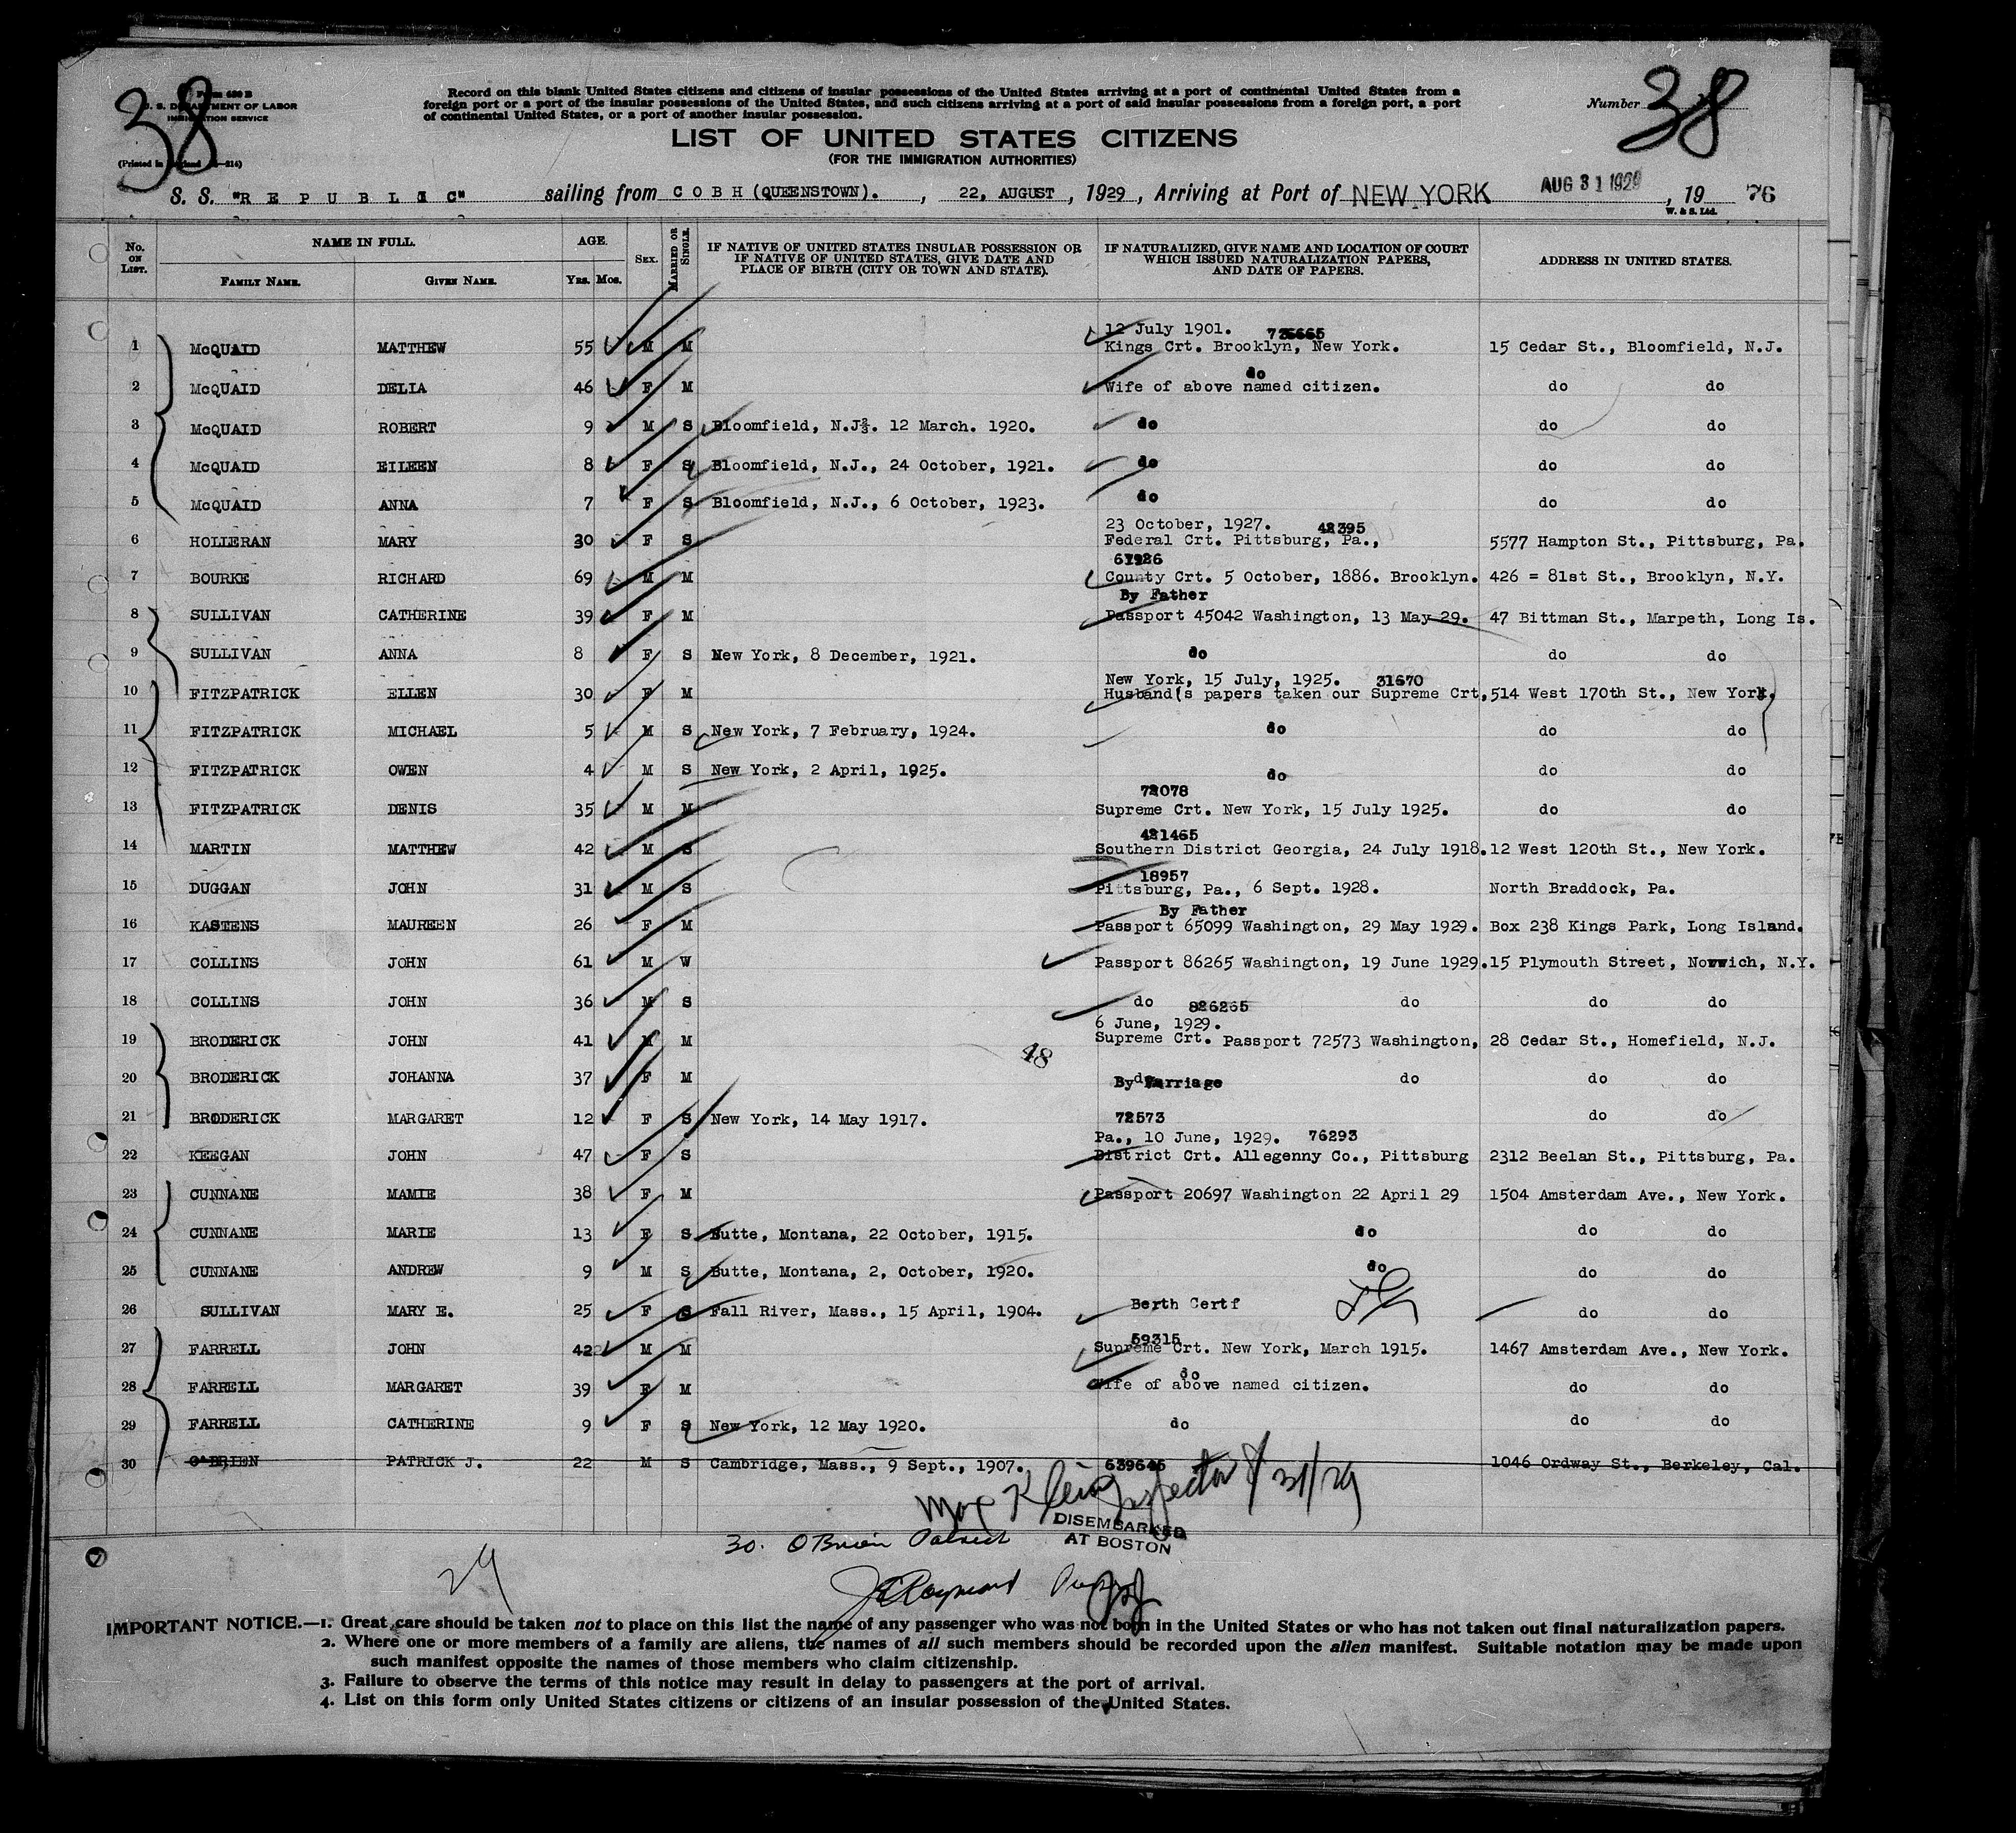 38
Form 630 B
U. S. DEPARTMENT OF LABOR
IMMIGRATION SERVICE
Record on this blank United States citizens and citizens of insular possessions of the United States arriving at a port of continental United States from a
foreign port or a port of the insular possessions of the United States, and such citizens arriving at a port of said insular possessions from a foreign port, a port
of continental United States, or a port of another insular possession.
Number 38
LIST OF UNITED STATES CITIZENS
(FOR THE IMMIGRATION AUTHORITIES)
S. S. "REPUBLIC" sailing from COBH (QUEENSTOWN). , 22, AUGUST , 1929 , Arriving at Port of NEW YORK AUG 31 1929 , 19 76
W. & S. Ltd.
No. ON LIST. NAME IN FULL. AGE. SEX. MARRIED OR SINGLE. IF NATIVE OF UNITED STATES INSULAR POSSESSION OR IF NATIVE OF UNITED STATES, GIVE DATE AND PLACE OF BIRTH (CITY OR TOWN AND STATE). IF NATURALIZED, GIVE NAME AND LOCATION OF COURT WHICH ISSUED NATURALIZATION PAPERS, AND DATE OF PAPERS. ADDRESS IN UNITED STATES.
FAMILY NAME. GIVEN NAME. YRS. MOS.
12 July 1901.
1 McQUAID MATTHEW 55 M M Kings Crt. Brooklyn, New York. 15 Cedar St., Bloomfield, N.J.
do
2 McQUAID DELIA 46 F M Wife of above named citizen. do do
3 McQUAID ROBERT 9 M S Bloomfield, N.J. 12 March. 1920. do do do
4 McQUAID EILEEN 8 F S Bloomfield, N.J., 24 October, 1921. do do do
5 McQUAID ANNA 7 F S Bloomfield, N.J., 6 October, 1923. do do do
23 October, 1927. 42395
6 HOLLERAN MARY 30 F S Federal Crt. Pittsburg, Pa., 5577 Hampton St., Pittsburg, Pa.
7 BOURKE RICHARD 69 M M County Crt. 5 October, 1886. Brooklyn. 426 = 81st St., Brooklyn, N.Y.
By Father
8 SULLIVAN CATHERINE 39 F M Passport 45042 Washington, 13 May 29. 47 Bittman St., Marpeth, Long Is.
9 SULLIVAN ANNA 8 F S New York, 8 December, 1921. do do do
New York, 15 July, 1925. 31670
10 FITZPATRICK ELLEN 30 F M Husband(s papers taken our Supreme Crt, 514 West 170th St., New York.
11 FITZPATRICK MICHAEL 5 M S New York, 7 February, 1924. do do do
12 FITZPATRICK OWEN 4 M S New York, 2 April, 1925. do do do
72078
13 FITZPATRICK DENIS 35 M M Supreme Crt. New York, 15 July 1925. do do
421465
14 MARTIN MATTHEW 42 M S Southern District Georgia, 24 July 1918. 12 West 120th St., New York.
18957
15 DUGGAN JOHN 31 M S Pittsburg, Pa., 6 Sept. 1928. North Braddock, Pa.
By Father
16 KASTENS MAUREEN 26 F M Passport 65099 Washington, 29 May 1929. Box 238 Kings Park, Long Island.
17 COLLINS JOHN 61 M W Passport 86265 Washington, 19 June 1929. 15 Plymouth Street, Norwich, N.Y.
18 COLLINS JOHN 36 M S do 826265 do do do
6 June, 1929.
19 BRODERICK JOHN 41 M M Supreme Crt. Passport 72573 Washington, 28 Cedar St., Homefield, N.J.
48
20 BRODERICK JOHANNA 37 F M By Marriage do do do
21 BRODERICK MARGARET 12 F S New York, 14 May 1917. 72573 do do
Pa., 10 June, 1929. 76293
22 KEEGAN JOHN 47 F S District Crt. Allegenny Co., Pittsburg 2312 Beelan St., Pittsburg, Pa.
23 CUNNANE MAMIE 38 F M Passport 20697 Washington 22 April 29 1504 Amsterdam Ave., New York.
24 CUNNANE MARIE 13 F S Butte, Montana, 22 October, 1915. do do do
25 CUNNANE ANDREW 9 M S Butte, Montana, 2, October, 1920. do do do
26 SULLIVAN MARY E. 25 F S Fall River, Mass., 15 April, 1904. Berth Certf do do
59315
27 FARRELL JOHN 42 M M Supreme Crt. New York, March 1915. 1467 Amsterdam Ave., New York.
do
28 FARRELL MARGARET 39 F M Wife of above named citizen. do do
29 FARRELL CATHERINE 9 F S New York, 12 May 1920. do do do
30 O'BRIEN PATRICK J. 22 M S Cambridge, Mass., 9 Sept., 1907. 639646 1046 Ordway St., Berkeley, Cal.
Max Klein Inspector 8/31/29
DISEMBARKED
AT BOSTON
30. O'Brien Patrick
29
IMPORTANT NOTICE.—1. Great care should be taken not to place on this list the name of any passenger who was not born in the United States or who has not taken out final naturalization papers.
2. Where one or more members of a family are aliens, the names of all such members should be recorded upon the alien manifest. Suitable notation may be made upon
such manifest opposite the names of those members who claim citizenship.
3. Failure to observe the terms of this notice may result in delay to passengers at the port of arrival.
4. List on this form only United States citizens or citizens of an insular possession of the United States.